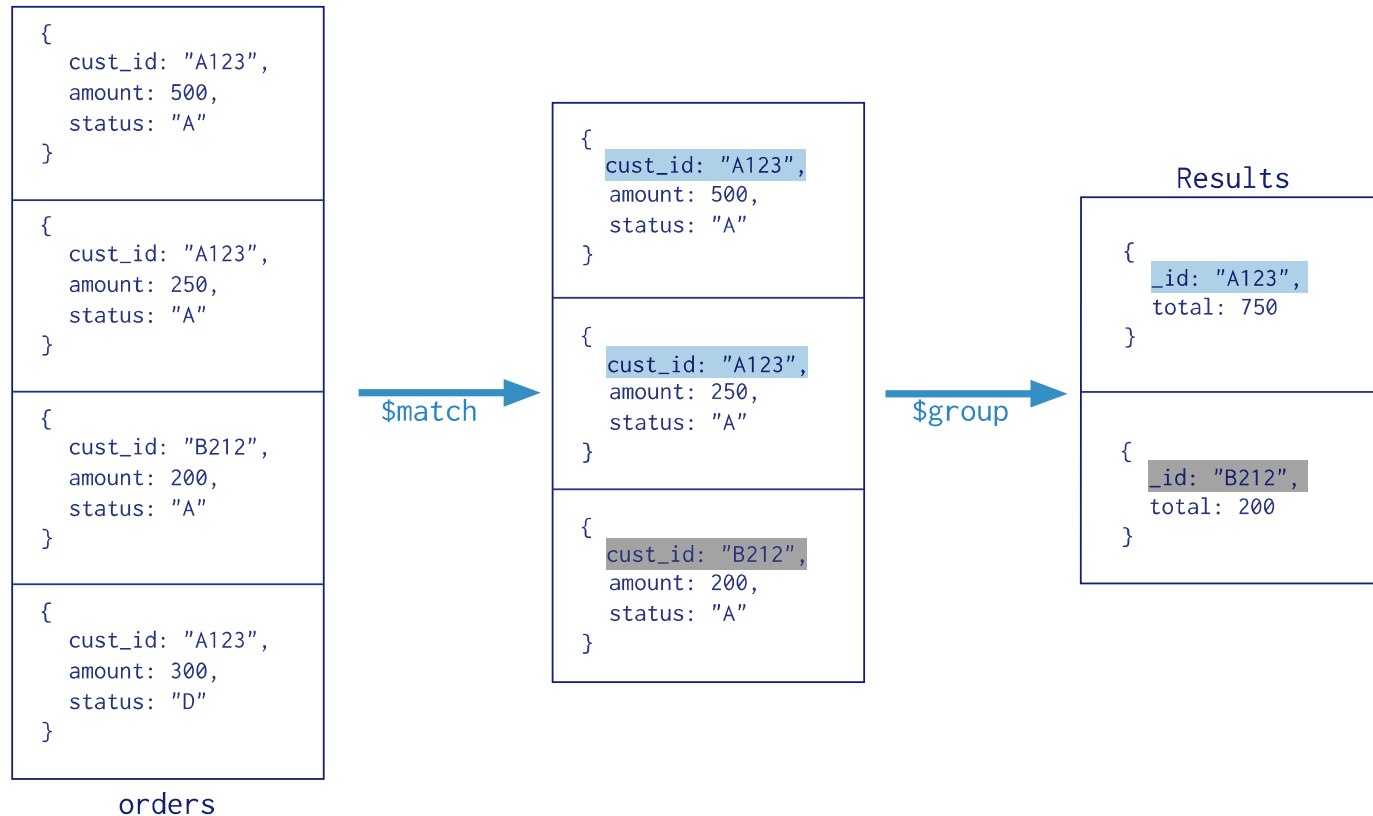 {
cust_id: "A123",
amount: 500,
status: "A"
}
{
cust_id: "A123",
amount: 250,
status: "A"
}
{
cust_id: "B212",
amount: 200,
status: "A"
}
{
cust_id: "A123",
amount: 300,
status: "D"
}
orders
$match
{
cust_id: "A123",
amount: 500,
status: "A"
}
{
cust_id: "A123",
amount: 250,
status: "A"
}
{
cust_id: "B212",
amount: 200,
status: "A"
}
$group
Results
{
_id: "A123",
total: 750
}
{
_id: "B212",
total: 200
}